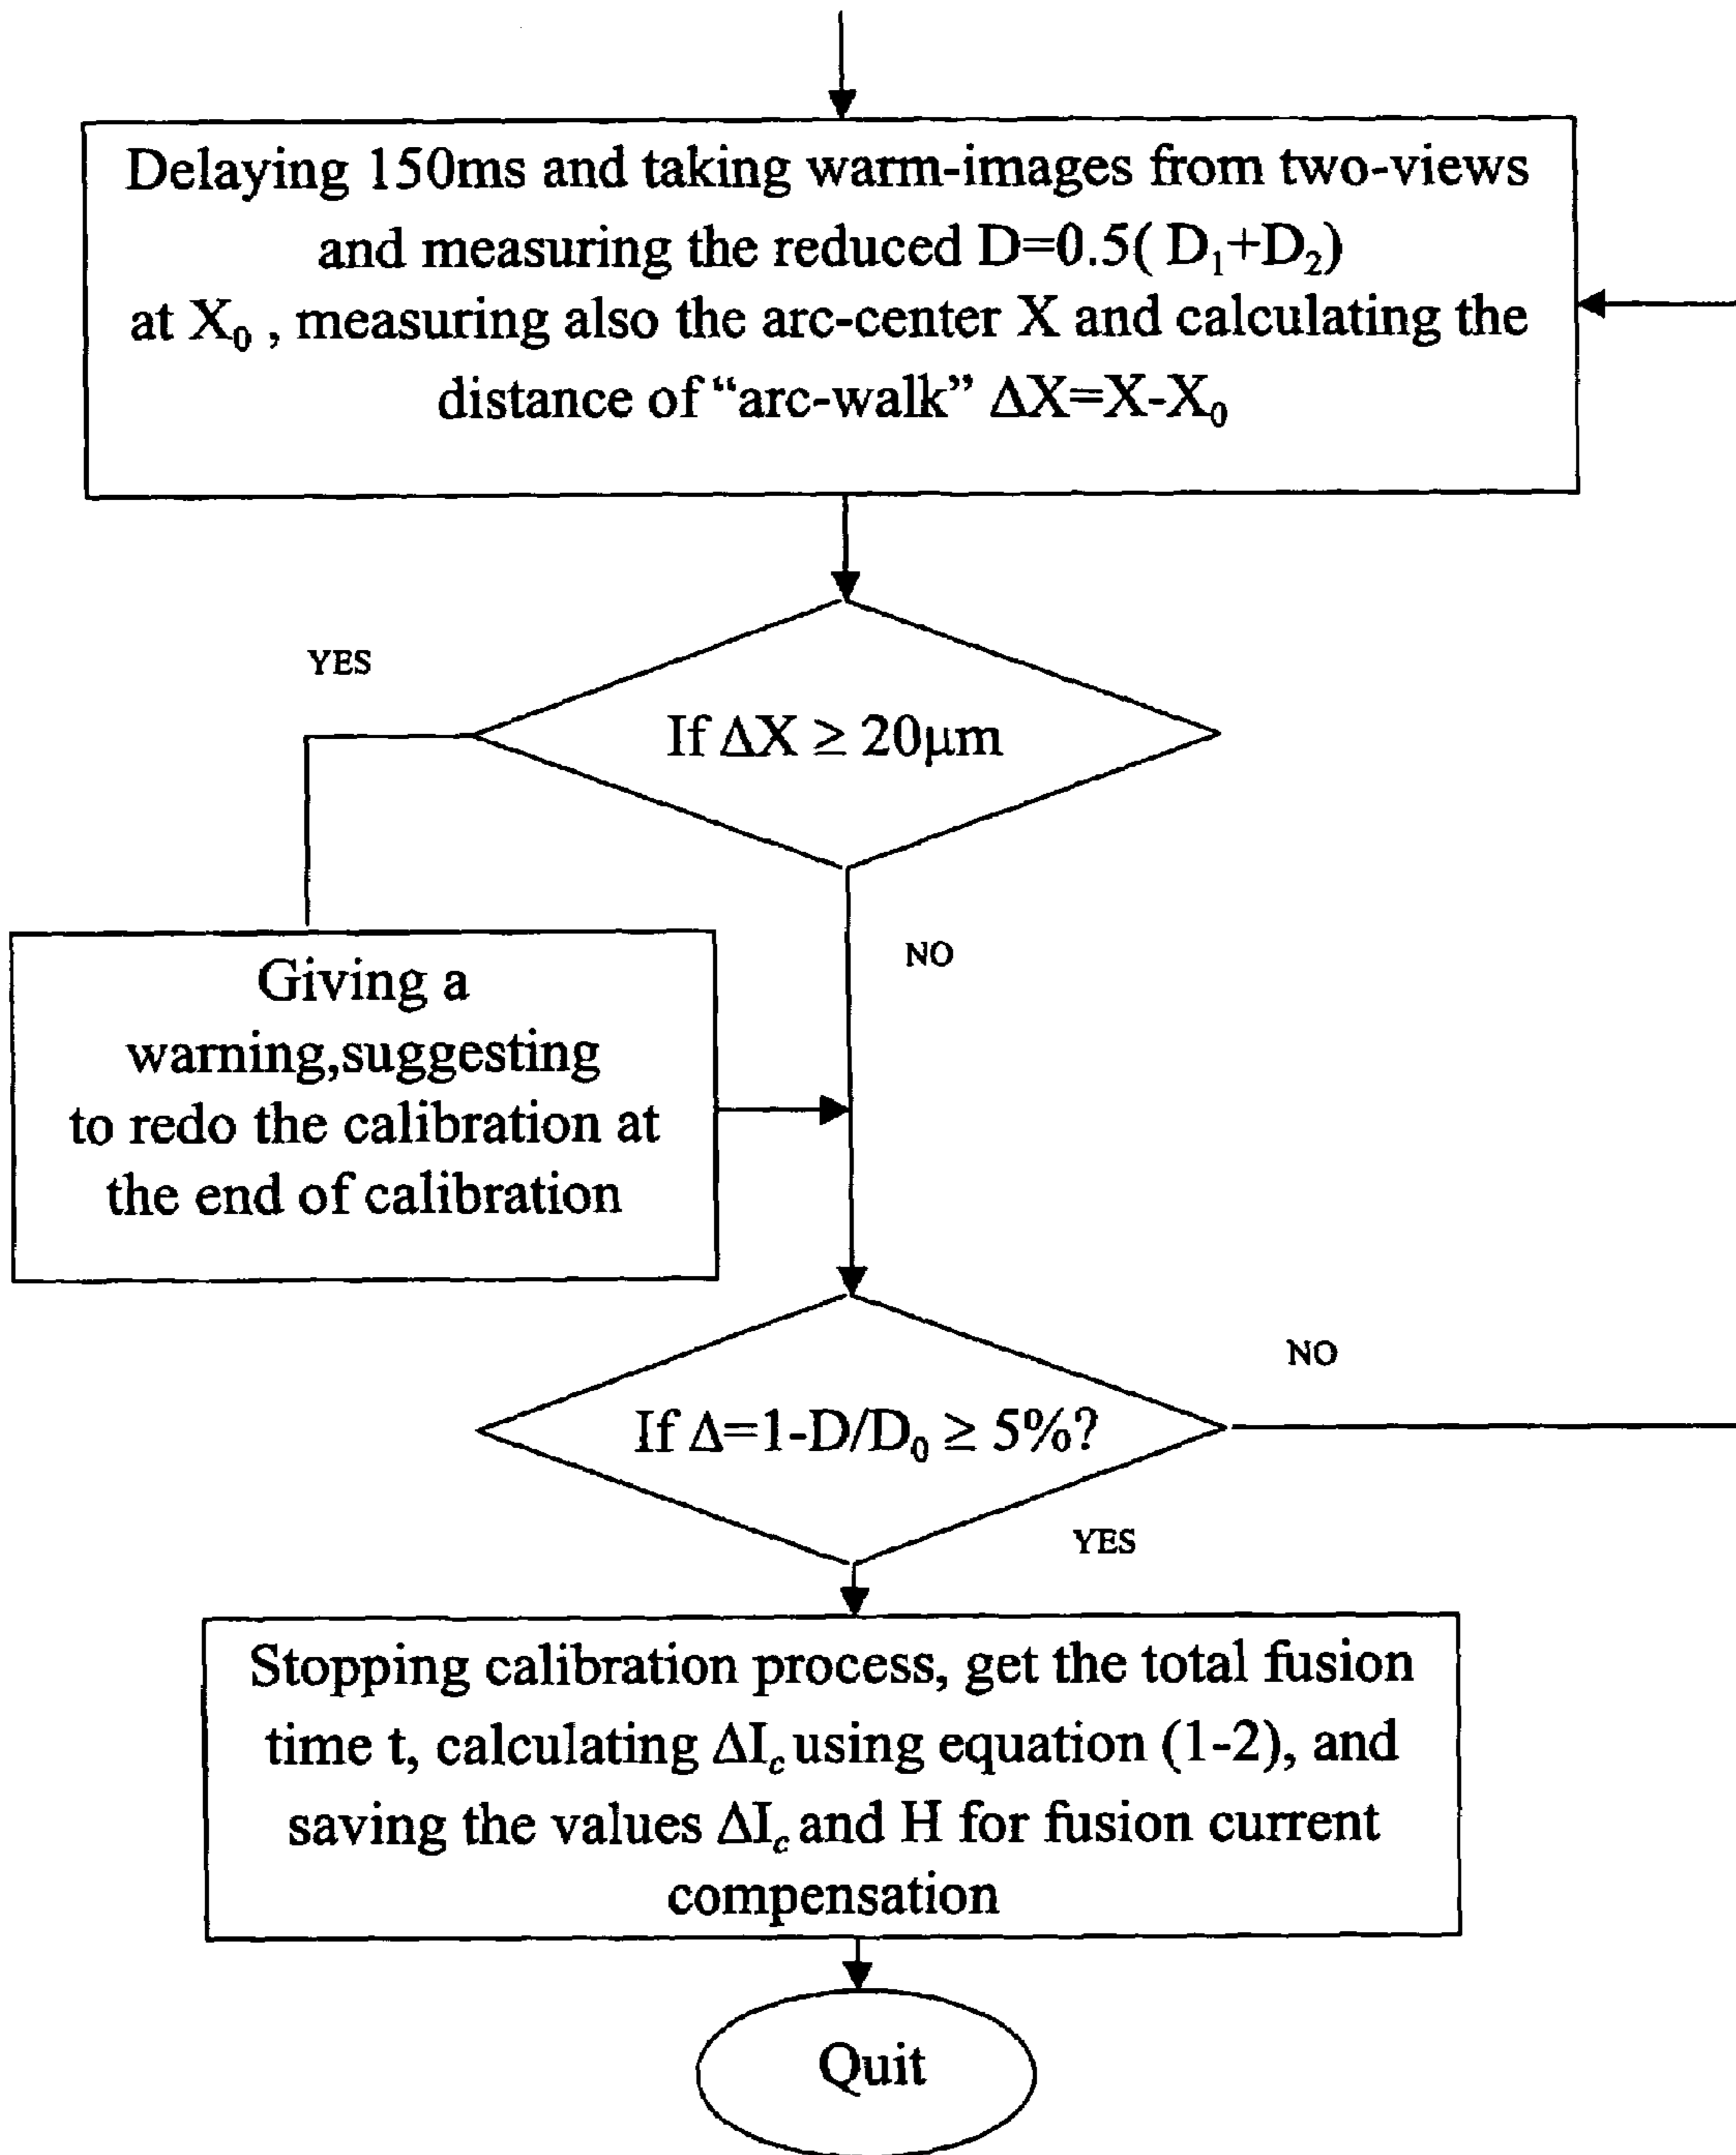 Delaying 150ms and taking warm-images from two-views
and measuring the reduced D=0.5( D₁+D₂)
at X₀ , measuring also the arc-center X and calculating the
distance of “arc-walk” ΔX=X-X₀
YES
If ΔX ≥ 20μm
NO
Giving a
warning,suggesting
to redo the calibration at
the end of calibration
NO
If Δ=1-D/D₀ ≥ 5%?
YES
Stopping calibration process, get the total fusion
time t, calculating ΔI_c using equation (1-2), and
saving the values ΔI_c and H for fusion current
compensation
Quit